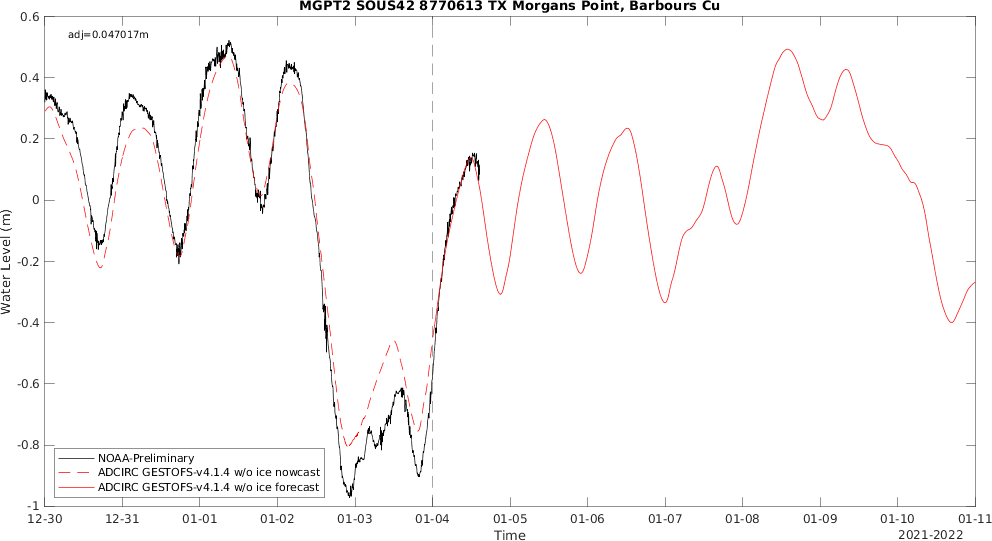 MGPT2 SOUS42 8770613 TX Morgans Point, Barbours Cu
adj=0.047017m
0.6
0.4
0.2
0
-0.2
-0.4
-0.6
-0.8
-1
Water Level (m)
NOAA-Preliminary
ADCIRC GESTOFS-v4.1.4 w/o ice nowcast
ADCIRC GESTOFS-v4.1.4 w/o ice forecast
12-30 12-31 01-01 01-02 01-03 01-04 01-05 01-06 01-07 01-08 01-09 01-10 01-11
Time
2021-2022